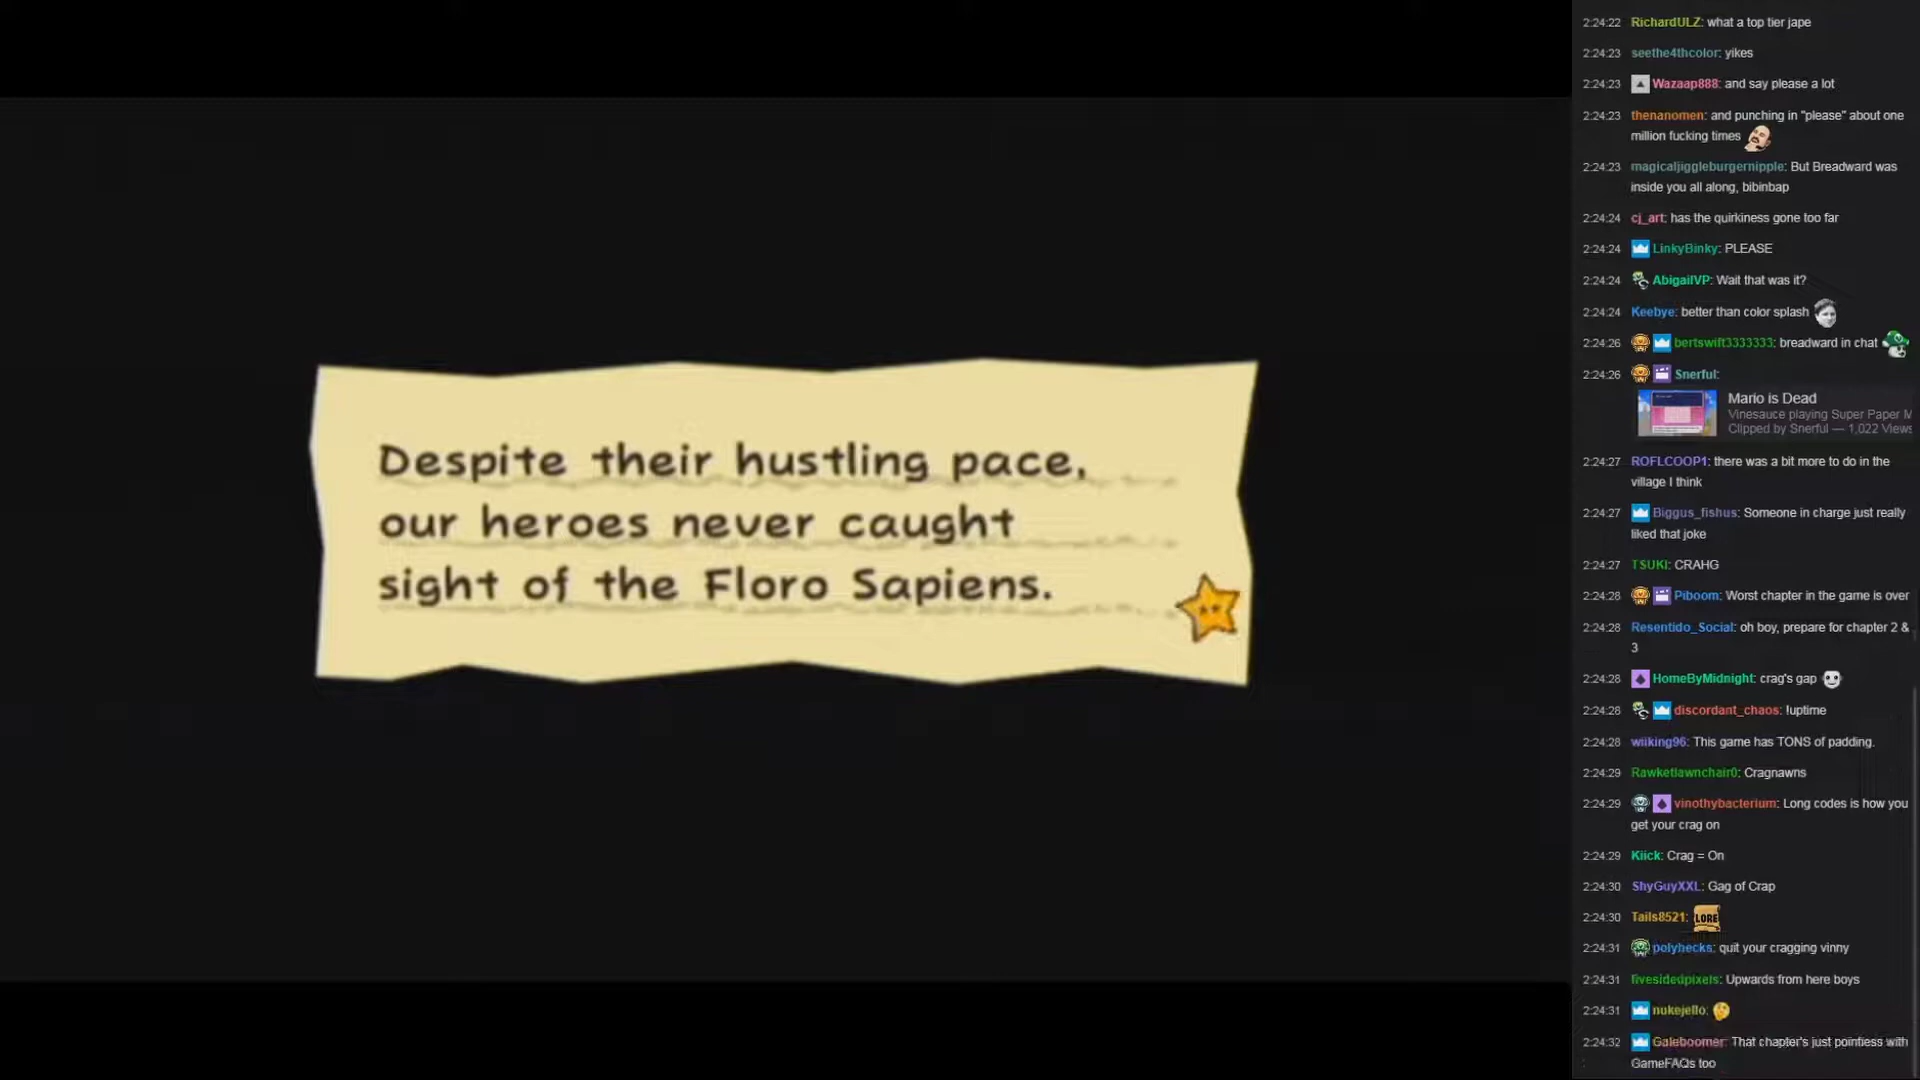 Despite their hustling pace,
our heroes never caught
sight of the Floro Sapiens.
2:24:22 RichardULZ: what a top tier jape
2:24:23 seethe4thcolor: yikes
2:24:23 Wazaap888: and say please a lot
2:24:23 thenanomen: and punching in "please" about one
million fucking times
2:24:23 magicaljiggleburgernipple: But Breadward was
inside you all along, bibinbap
2:24:24 cj_art: has the quirkiness gone too far
2:24:24 LinkyBinky: PLEASE
2:24:24 AbigailVP: Wait that was it?
2:24:24 Keebye: better than color splash
2:24:26 bertswift3333333: breadward in chat
2:24:26 Snerful:
Mario is Dead
Vinesauce playing Super Paper M
Clipped by Snerful — 1,022 Views
2:24:27 ROFLCOOP1: there was a bit more to do in the
village I think
2:24:27 Biggus_fishus: Someone in charge just really
liked that joke
2:24:27 TSUKI: CRAHG
2:24:28 Piboom: Worst chapter in the game is over
2:24:28 Resentido_Social: oh boy, prepare for chapter 2 &
3
2:24:28 HomeByMidnight: crag's gap
2:24:28 discordant_chaos: !uptime
2:24:28 wiiking96: This game has TONS of padding.
2:24:29 Rawketlawnchair0: Cragnawns
2:24:29 vinothybacterium: Long codes is how you
get your crag on
2:24:29 Kiick: Crag = On
2:24:30 ShyGuyXXL: Gag of Crap
2:24:30 Tails8521: LORE
2:24:31 polyhecks: quit your cragging vinny
2:24:31 fivesidedpixels: Upwards from here boys
2:24:31 nukejello:
2:24:32 Galeboomer: That chapter's just pointless with
GameFAQs too